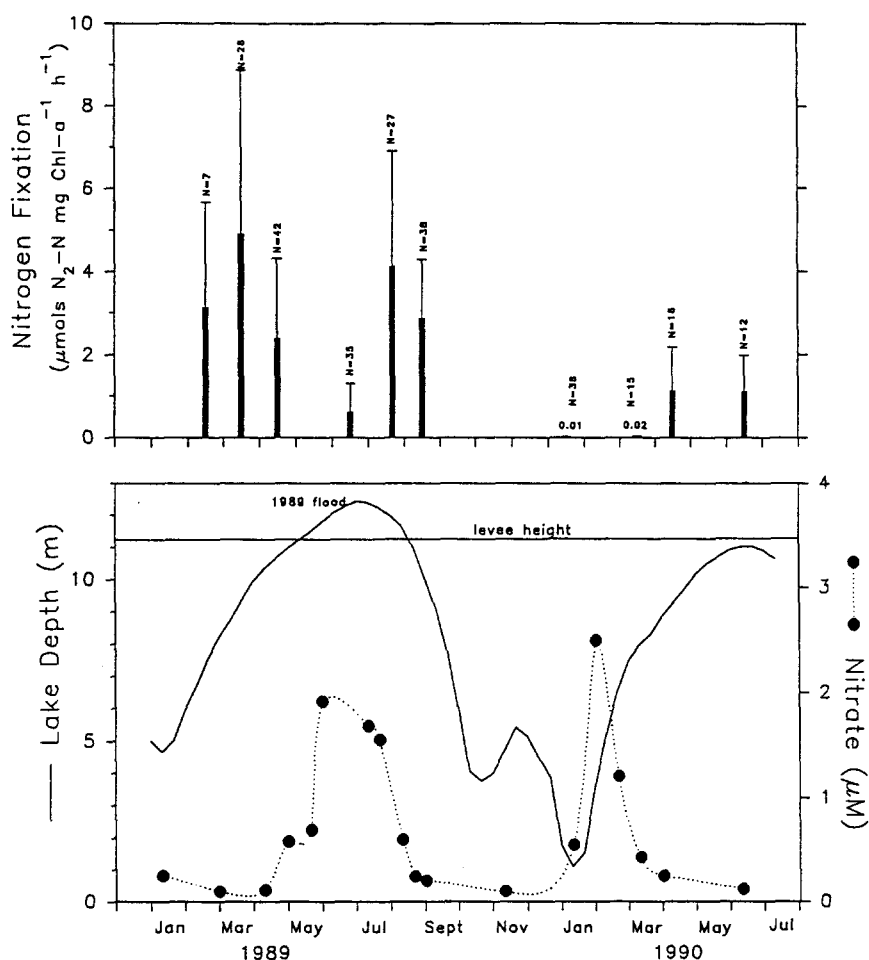 10
8
6
4
2
0
Nitrogen Fixation
(μmols N₂−N mg Chl−a⁻¹ h⁻¹)
N=7
N=28
N=42
N=35
N=27
N=38
N=38
0.01
N=15
0.02
N=16
N=12
10
5
0
Lake Depth (m)
1989 flood
levee height
4
3
2
1
0
Nitrate (μM)
Jan Mar May Jul Sept Nov Jan Mar May Jul
1989 1990